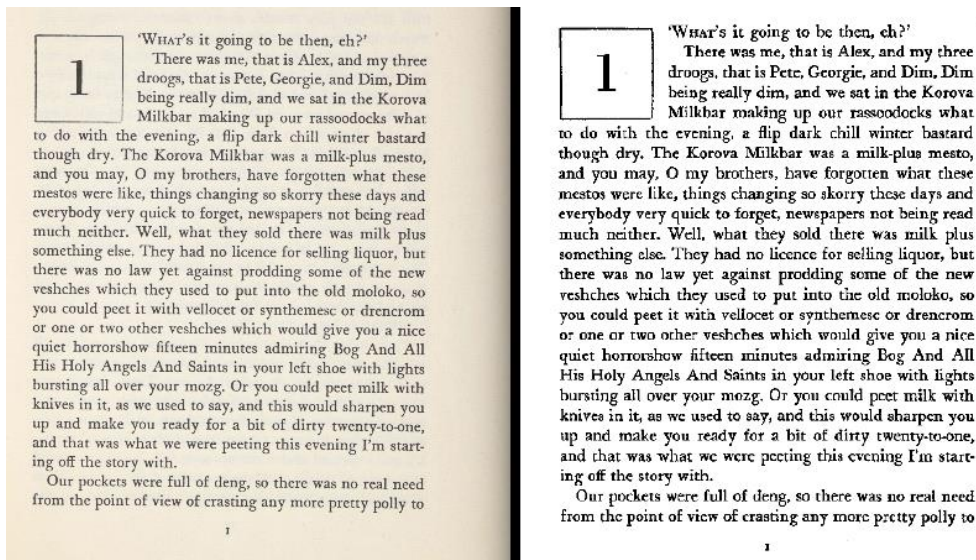 1
'WHAT'S it going to be then, eh?'
There was me, that is Alex, and my three
droogs, that is Pete, Georgie, and Dim, Dim
being really dim, and we sat in the Korova
Milkbar making up our rassoodocks what
to do with the evening, a flip dark chill winter bastard
though dry. The Korova Milkbar was a milk-plus mesto,
and you may, O my brothers, have forgotten what these
mestos were like, things changing so skorry these days and
everybody very quick to forget, newspapers not being read
much neither. Well, what they sold there was milk plus
something else. They had no licence for selling liquor, but
there was no law yet against prodding some of the new
veshches which they used to put into the old moloko, so
you could peet it with vellocet or synthemesc or drencrom
or one or two other veshches which would give you a nice
quiet horrorshow fifteen minutes admiring Bog And All
His Holy Angels And Saints in your left shoe with lights
bursting all over your mozg. Or you could peet milk with
knives in it, as we used to say, and this would sharpen you
up and make you ready for a bit of dirty twenty-to-one,
and that was what we were peeting this evening I'm start-
ing off the story with.
Our pockets were full of deng, so there was no real need
from the point of view of crasting any more pretty polly to
1
1
'WHAT'S it going to be then, eh?'
There was me, that is Alex, and my three
droogs, that is Pete, Georgie, and Dim, Dim
being really dim, and we sat in the Korova
Milkbar making up our rassoodocks what
to do with the evening, a flip dark chill winter bastard
though dry. The Korova Milkbar was a milk-plus mesto,
and you may, O my brothers, have forgotten what these
mestos were like, things changing so skorry these days and
everybody very quick to forget, newspapers not being read
much neither. Well, what they sold there was milk plus
something else. They had no licence for selling liquor, but
there was no law yet against prodding some of the new
veshches which they used to put into the old moloko, so
you could peet it with vellocet or synthemesc or drencrom
or one or two other veshches which would give you a nice
quiet horrorshow fifteen minutes admiring Bog And All
His Holy Angels And Saints in your left shoe with lights
bursting all over your mozg. Or you could peet milk with
knives in it, as we used to say, and this would sharpen you
up and make you ready for a bit of dirty twenty-to-one,
and that was what we were peeting this evening I'm start-
ing off the story with.
Our pockets were full of deng, so there was no real need
from the point of view of crasting any more pretty polly to
1